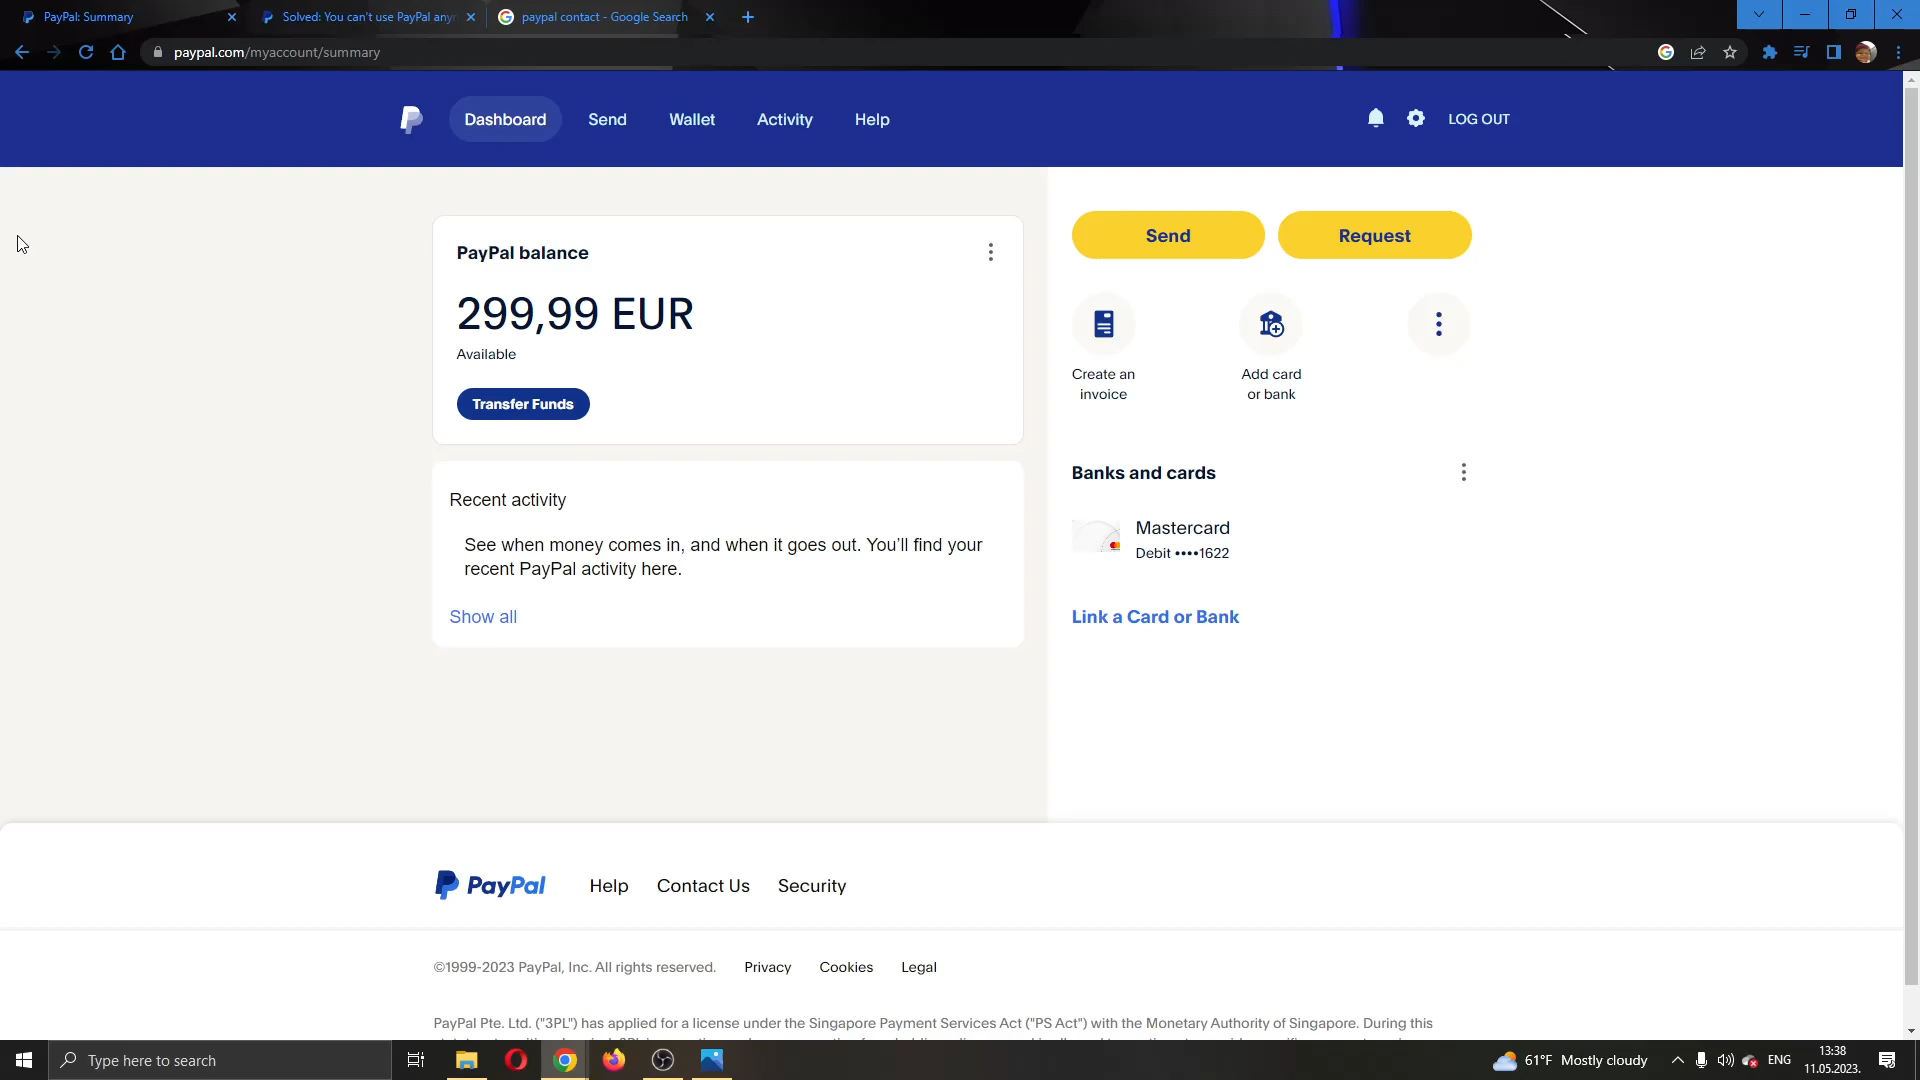 PayPal: Summary
Solved: You can't use PayPal any
paypal contact - Google Search
paypal.com/myaccount/summary
Dashboard
Send
Wallet
Activity
Help
LOG OUT
PayPal balance
299,99 EUR
Available
Transfer Funds
Recent activity
See when money comes in, and when it goes out. You'll find your
recent PayPal activity here.
Show all
Send
Request
Create an
invoice
Add card
or bank
Banks and cards
Mastercard
Debit ••••1622
Link a Card or Bank
PayPal
Help
Contact Us
Security
©1999-2023 PayPal, Inc. All rights reserved.
Privacy
Cookies
Legal
PayPal Pte. Ltd. ("3PL") has applied for a license under the Singapore Payment Services Act ("PS Act") with the Monetary Authority of Singapore. During this
Type here to search
61°F Mostly cloudy
ENG
13:38
11.05.2023.